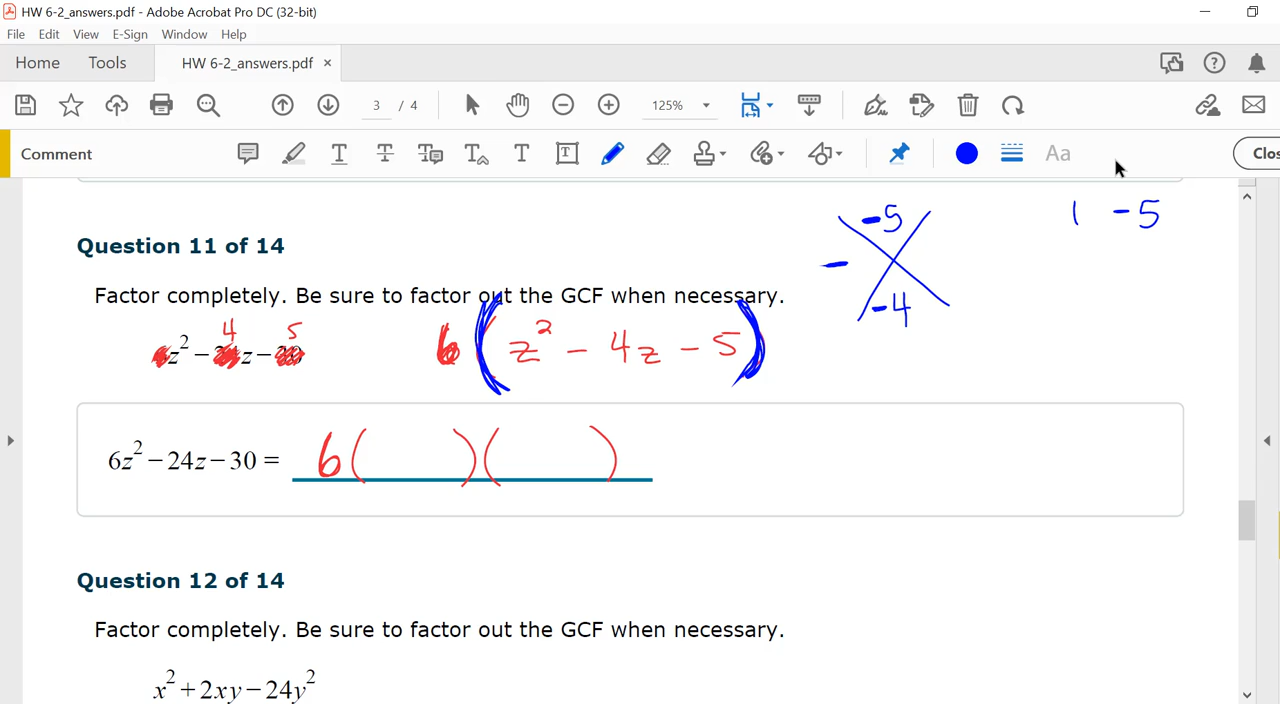 HW 6-2_answers.pdf - Adobe Acrobat Pro DC (32-bit)
File Edit View E-Sign Window Help
Home Tools HW 6-2_answers.pdf ×
3 / 4 125%
Comment Aa Clos
-5 1 -5
Question 11 of 14
-
Factor completely. Be sure to factor out the GCF when necessary.
-4
4 5
z² − z − 6 ( z² − 4z − 5 )
6z² − 24z − 30 = 6( )( )
Question 12 of 14
Factor completely. Be sure to factor out the GCF when necessary.
x² + 2xy − 24y²